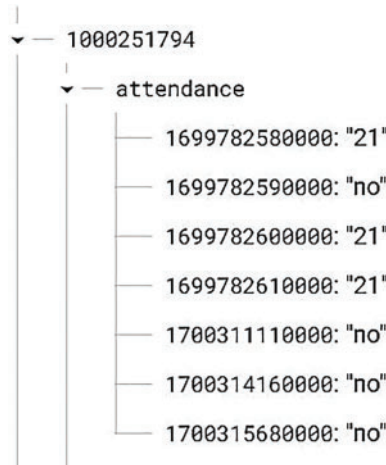 1000251794
attendance
1699782580000: "21"
1699782590000: "no"
1699782600000: "21"
1699782610000: "21"
1700311110000: "no"
1700314160000: "no"
1700315680000: "no"